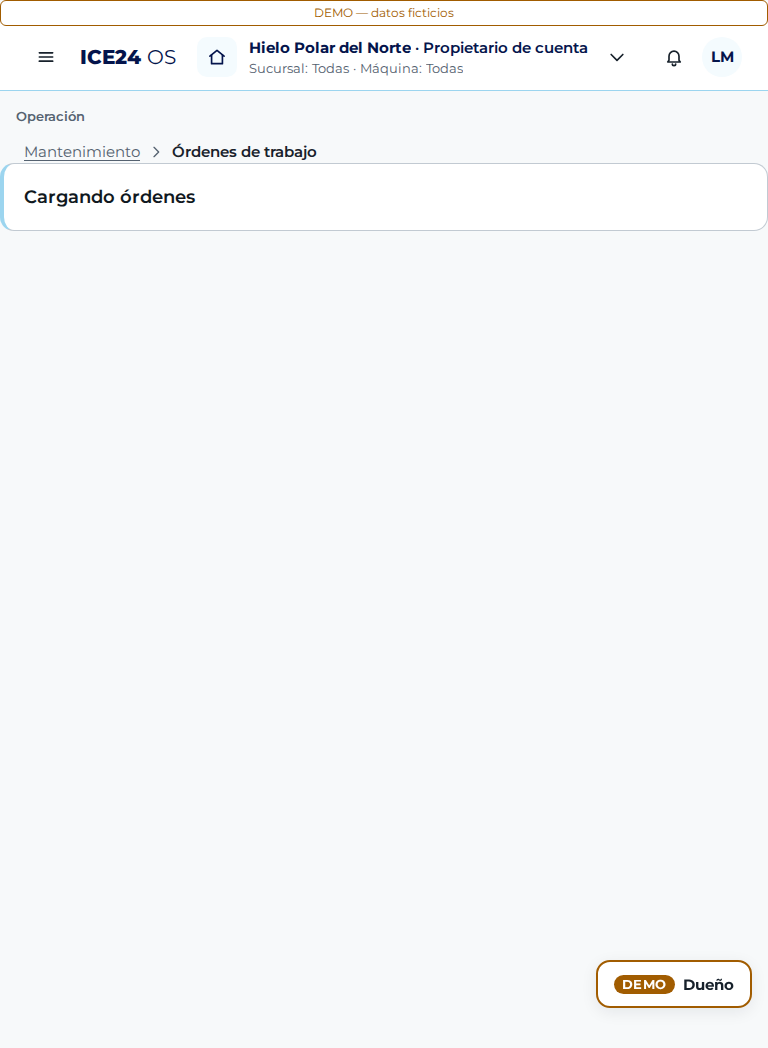 DEMO — datos ficticios
ICE24 OS
Hielo Polar del Norte · Propietario de cuenta
Sucursal: Todas · Máquina: Todas
LM
Operación
Mantenimiento > Órdenes de trabajo
Cargando órdenes
DEMO Dueño